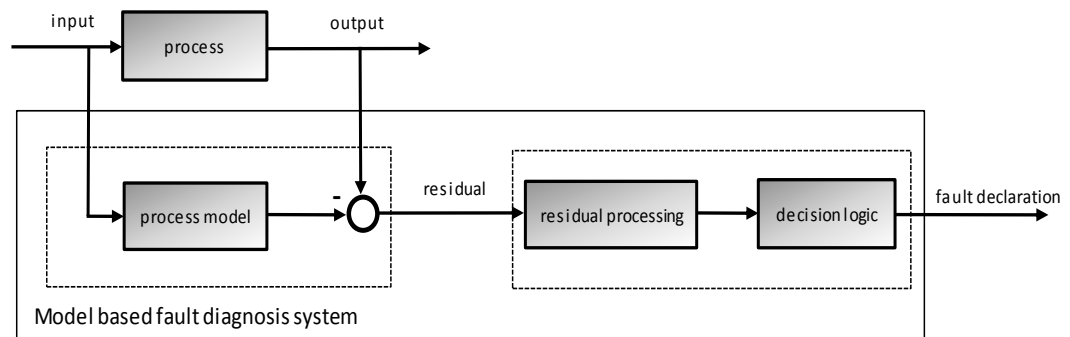 input
output
process
process model
-
residual
residual processing
decision logic
fault declaration
Model based fault diagnosis system